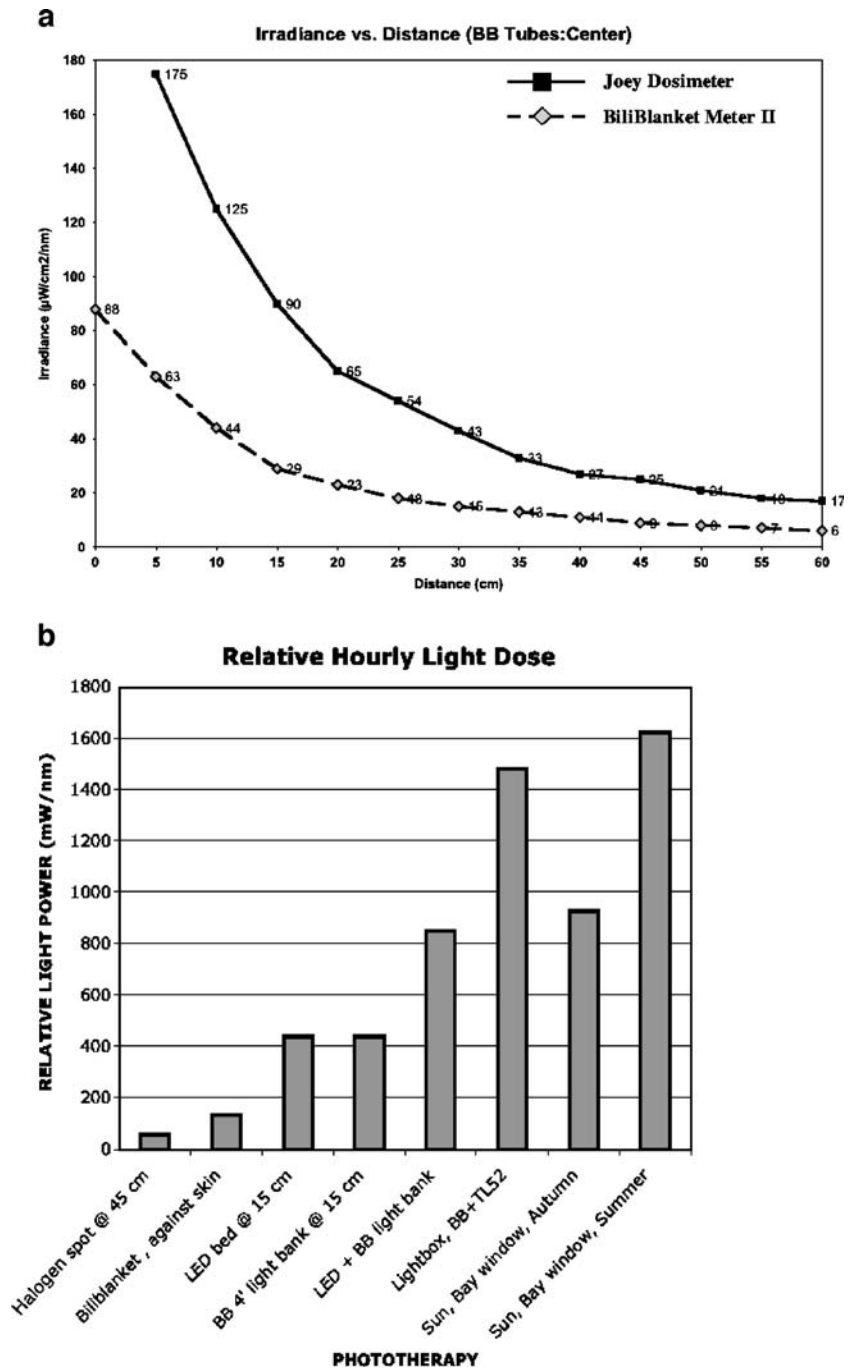 a
Irradiance vs. Distance (BB Tubes:Center)
180
160
140
120
100
80
60
40
20
0
Irradiance (µW/cm2/nm)
Joey Dosimeter
BiliBlanket Meter II
175
125
90
65
54
43
33
27
25
21
18
17
88
63
44
29
23
18
15
13
11
9
8
7
6
0 5 10 15 20 25 30 35 40 45 50 55 60
Distance (cm)
b
Relative Hourly Light Dose
1800
1600
1400
1200
1000
800
600
400
200
0
RELATIVE LIGHT POWER (mW/nm)
Halogen spot @ 45 cm
Biliblanket , against skin
LED bed @ 15 cm
BB 4' light bank @ 15 cm
LED + BB light bank
Lightbox, BB+TL52
Sun, Bay window, Autumn
Sun, Bay window, Summer
PHOTOTHERAPY